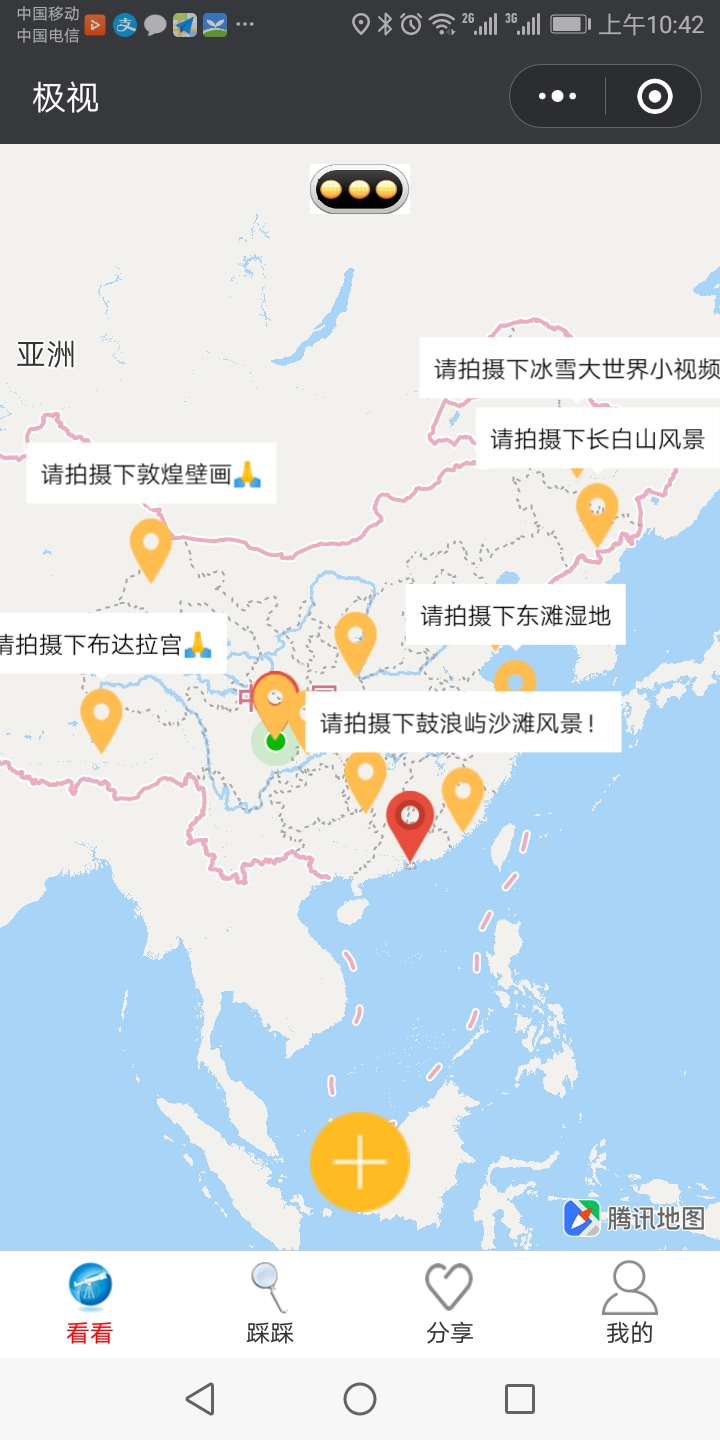 中国移动
中国电信
2G
3G
上午10:42
极视
亚洲
请拍摄下冰雪大世界小视频
请拍摄下长白山风景
请拍摄下敦煌壁画🙏
请拍摄下东滩湿地
请拍摄下布达拉宫🙏
中
国
请拍摄下鼓浪屿沙滩风景！
腾讯地图
看看
踩踩
分享
我的